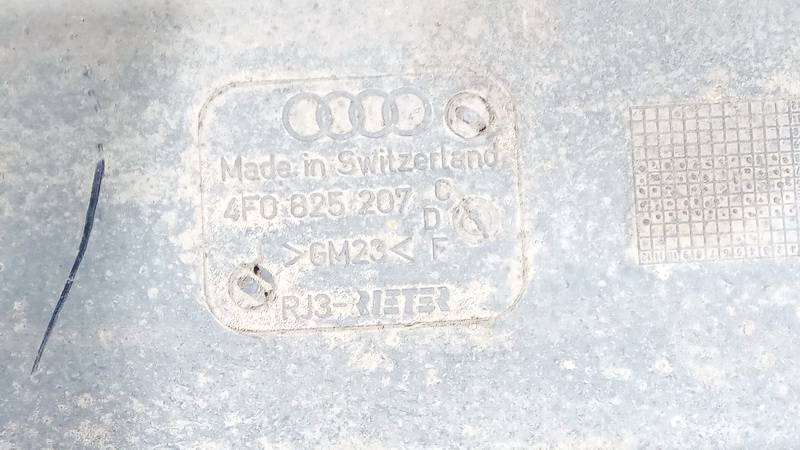 Made in Switzerland
4F0 825 207 C
D
>GM23< F
RJ3-RIETER